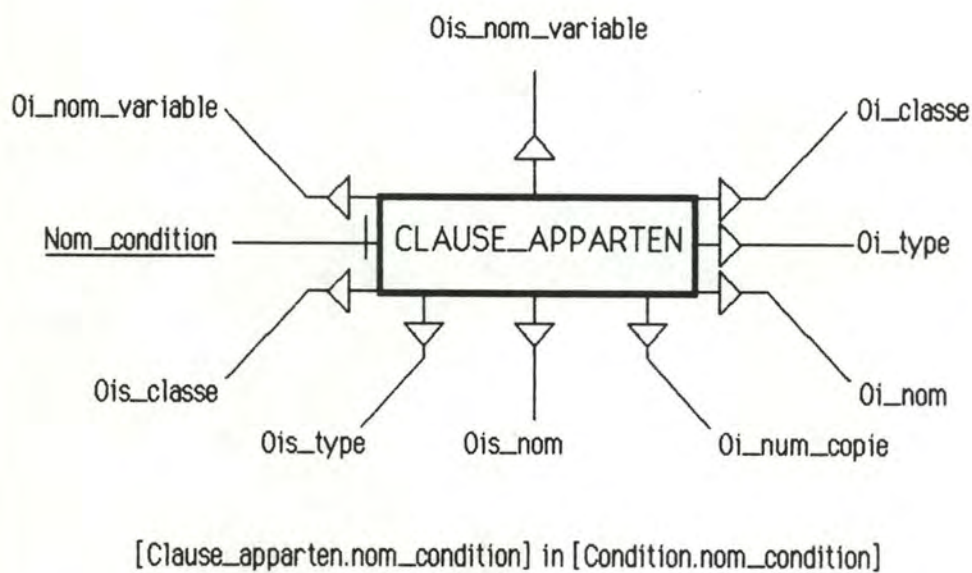 Ois_nom_variable
Oi_nom_variable
Oi_classe
Nom_condition
CLAUSE_APPARTEN
Oi_type
Ois_classe
Oi_nom
Ois_type
Ois_nom
Oi_num_copie
[Clause_apparten.nom_condition] in [Condition.nom_condition]